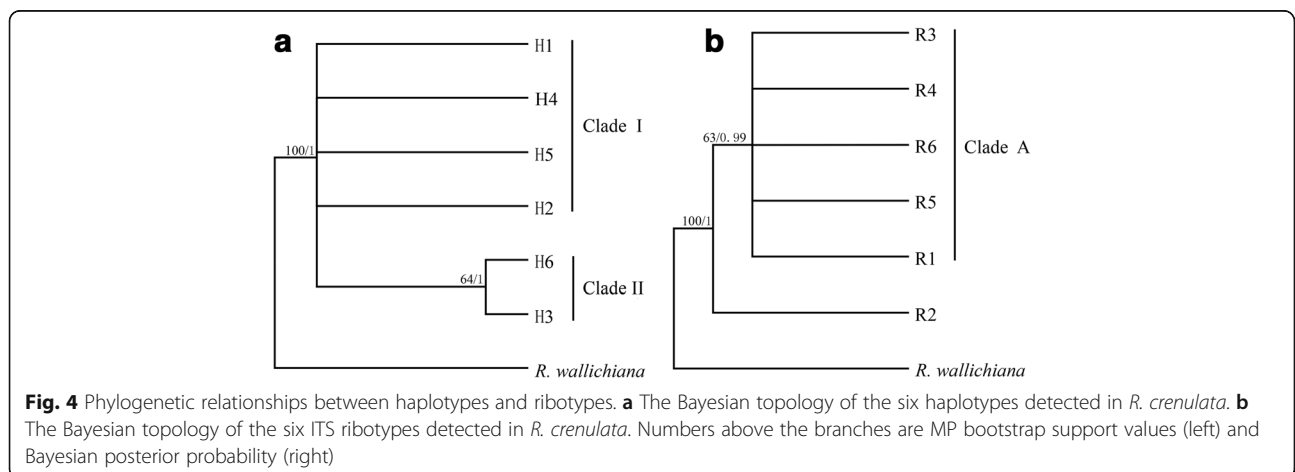 a
H1
H4
Clade I
100/1
H5
H2
H6
64/1
Clade II
H3
R. wallichiana
b
R3
R4
63/0.99
R6
Clade A
R5
100/1
R1
R2
R. wallichiana
Fig. 4 Phylogenetic relationships between haplotypes and ribotypes. a The Bayesian topology of the six haplotypes detected in R. crenulata. b
The Bayesian topology of the six ITS ribotypes detected in R. crenulata. Numbers above the branches are MP bootstrap support values (left) and
Bayesian posterior probability (right)